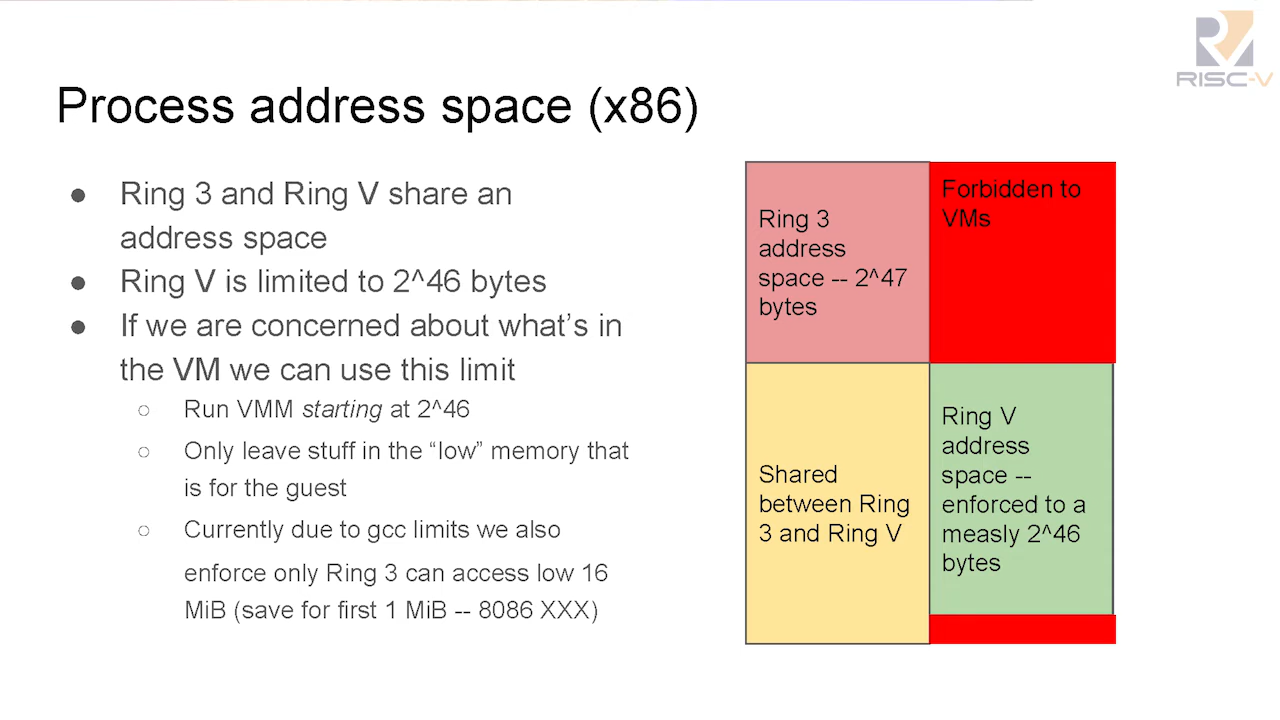 RISC-V
Process address space (x86)
● Ring 3 and Ring V share an
address space
● Ring V is limited to 2^46 bytes
● If we are concerned about what's in
the VM we can use this limit
○ Run VMM starting at 2^46
○ Only leave stuff in the “low” memory that
is for the guest
○ Currently due to gcc limits we also
enforce only Ring 3 can access low 16
MiB (save for first 1 MiB -- 8086 XXX)
Ring 3
address
space -- 2^47
bytes
Forbidden to
VMs
Shared
between Ring
3 and Ring V
Ring V
address
space --
enforced to a
measly 2^46
bytes